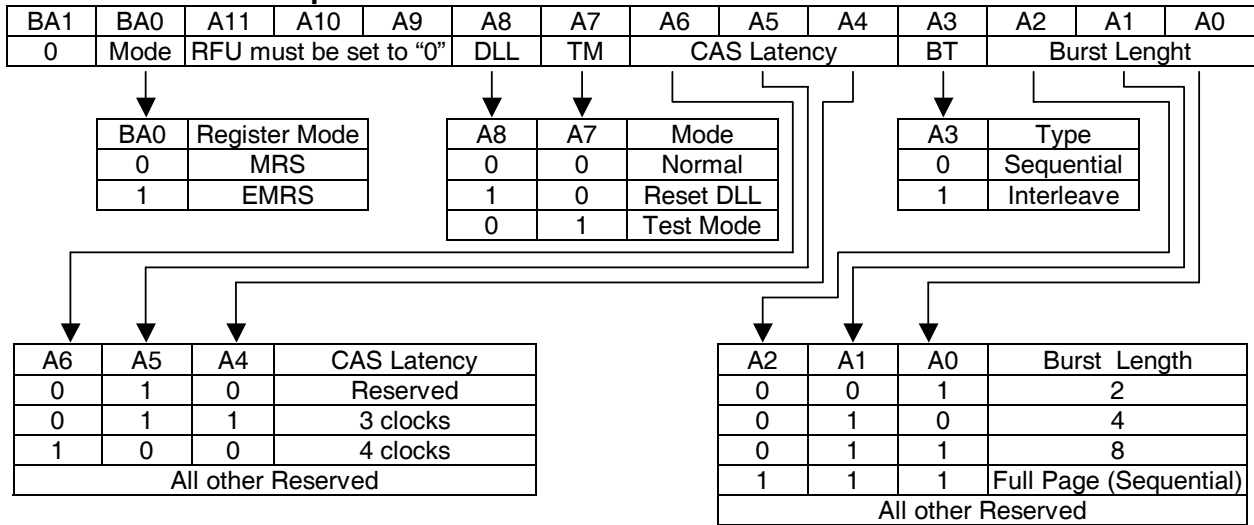 BA1 BA0 A11 A10 A9 A8 A7 A6 A5 A4 A3 A2 A1 A0
0 Mode RFU must be set to “0” DLL TM CAS Latency BT Burst Lenght
BA0 Register Mode
0 MRS
1 EMRS
A8 A7 Mode
0 0 Normal
1 0 Reset DLL
0 1 Test Mode
A3 Type
0 Sequential
1 Interleave
A6 A5 A4 CAS Latency
0 1 0 Reserved
0 1 1 3 clocks
1 0 0 4 clocks
All other Reserved
A2 A1 A0 Burst Length
0 0 1 2
0 1 0 4
0 1 1 8
1 1 1 Full Page (Sequential)
All other Reserved